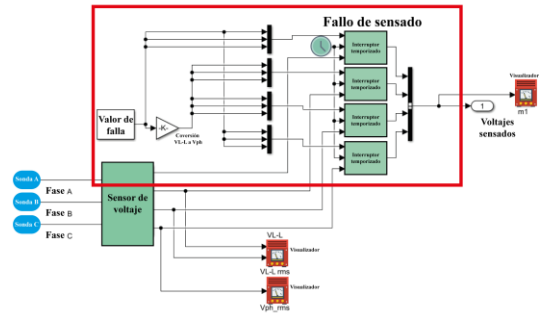 Fallo de sensado
Interruptor
temporizado
Interruptor
temporizado
Interruptor
temporizado
Interruptor
temporizado
Valor de
falla
-K-
Coversión
VL-L a Vph
Visualizador
m1
1
Voltajes
sensados
Sonda A
Fase A
Sonda B
Fase B
Sonda C
Fase C
Sensor de
voltaje
VL-L
Visualizador
VL-L rms
Visualizador
Vph_rms